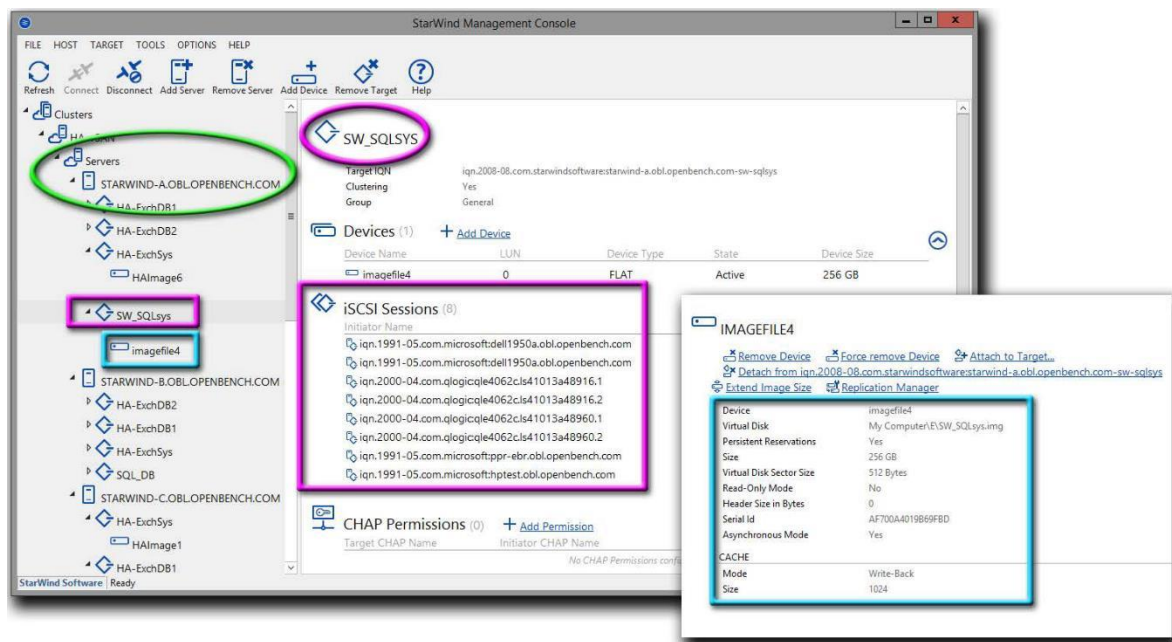 StarWind Management Console
FILE HOST TARGET TOOLS OPTIONS HELP
Refresh Connect Disconnect Add Server Remove Server Add Device Remove Target Help
Clusters
Servers
STARWIND-A.OBL.OPENBENCH.COM
HA-ExchDB1
HA-ExchDB2
HA-ExchSys
HAImage6
SW_SQLsys
imagefile4
STARWIND-B.OBL.OPENBENCH.COM
HA-ExchDB2
HA-ExchDB1
HA-ExchSys
SQL_DB
STARWIND-C.OBL.OPENBENCH.COM
HA-ExchSys
HAImage1
HA-ExchDB1
StarWind Software Ready
SW_SQLSYS
Target IQN iqn.2008-08.com.starwindsoftware:starwind-a.obl.openbench.com-sw-sqlsys
Clustering Yes
Group General
Devices (1) + Add Device
Device Name LUN Device Type State Device Size
imagefile4 0 FLAT Active 256 GB
iSCSI Sessions (8)
Initiator Name
iqn.1991-05.com.microsoft:dell1950a.obl.openbench.com
iqn.1991-05.com.microsoft:dell1950a.obl.openbench.com
iqn.2000-04.com.qlogicqle4062c.ls41013a48916.1
iqn.2000-04.com.qlogicqle4062c.ls41013a48916.2
iqn.2000-04.com.qlogicqle4062c.ls41013a48960.1
iqn.2000-04.com.qlogicqle4062c.ls41013a48960.2
iqn.1991-05.com.microsoft:ppr-ebr.obl.openbench.com
iqn.1991-05.com.microsoft:hptest.obl.openbench.com
CHAP Permissions (0) + Add Permission
Target CHAP Name Initiator CHAP Name
No CHAP Permissions
IMAGEFILE4
Remove Device Force remove Device Attach to Target...
Detach from iqn.2008-08.com.starwindsoftware:starwind-a.obl.openbench.com-sw-sqlsys
Extend Image Size Replication Manager
Device imagefile4
Virtual Disk My Computer\E\SW_SQLsys.img
Persistent Reservations Yes
Size 256 GB
Virtual Disk Sector Size 512 Bytes
Read-Only Mode No
Header Size in Bytes 0
Serial Id AF700A4019B69FBD
Asynchronous Mode Yes
CACHE
Mode Write-Back
Size 1024